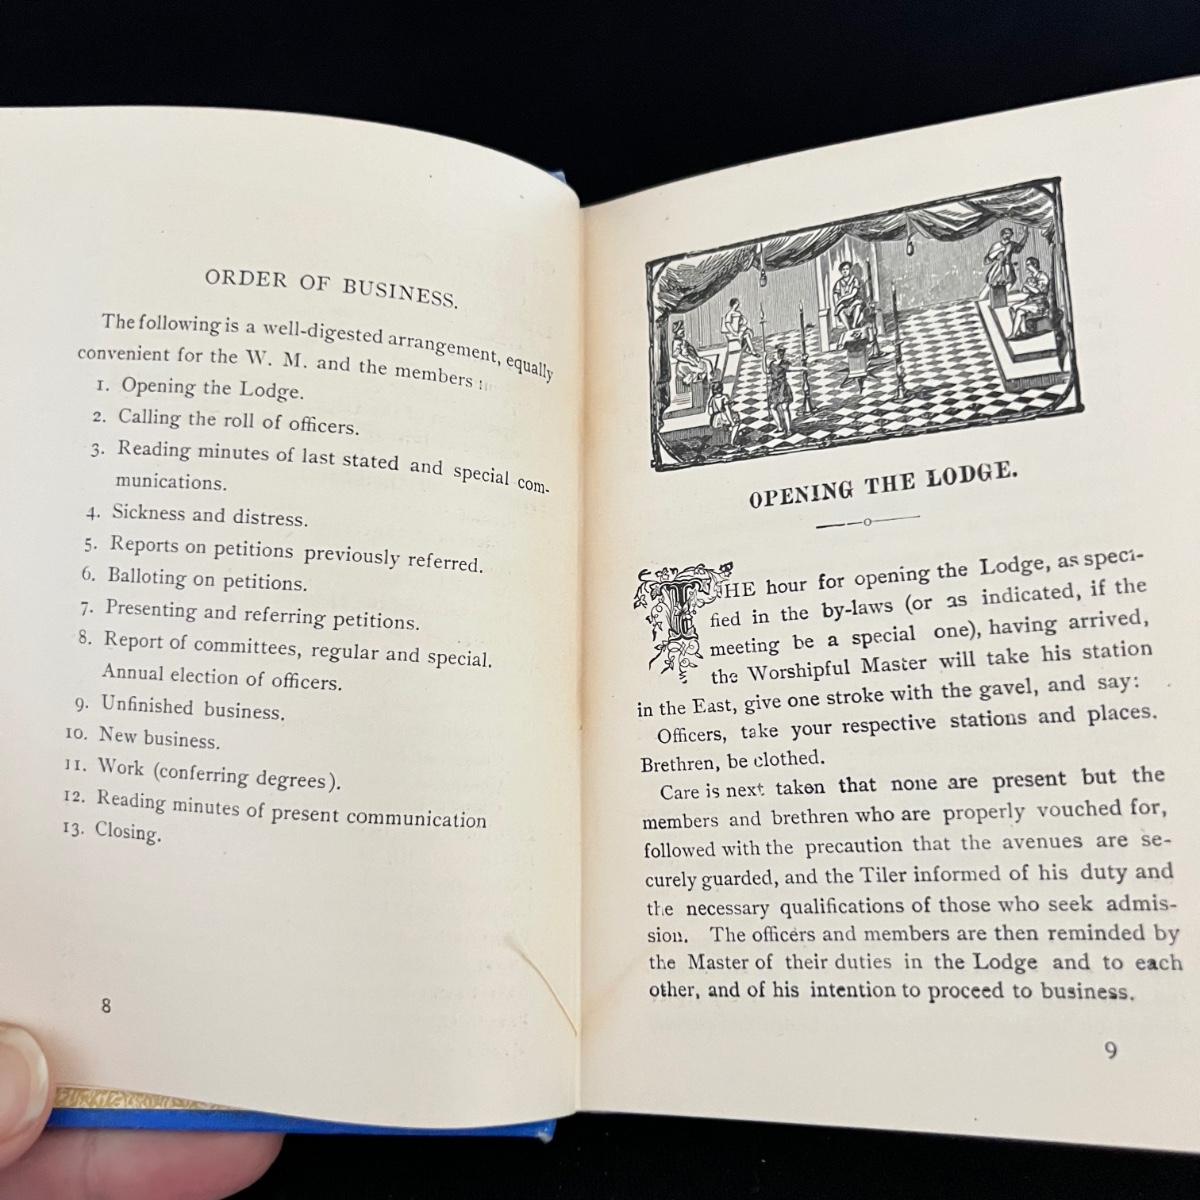 ORDER OF BUSINESS.
The following is a well-digested arrangement, equally
convenient for the W. M. and the members :
1. Opening the Lodge.
2. Calling the roll of officers.
3. Reading minutes of last stated and special com-
munications.
4. Sickness and distress.
5. Reports on petitions previously referred.
6. Balloting on petitions.
7. Presenting and referring petitions.
8. Report of committees, regular and special.
Annual election of officers.
9. Unfinished business.
10. New business.
11. Work (conferring degrees).
12. Reading minutes of present communication
13. Closing.
8
OPENING THE LODGE.
THE hour for opening the Lodge, as speci-
fied in the by-laws (or as indicated, if the
meeting be a special one), having arrived,
the Worshipful Master will take his station
in the East, give one stroke with the gavel, and say:
Officers, take your respective stations and places.
Brethren, be clothed.
Care is next taken that none are present but the
members and brethren who are properly vouched for,
followed with the precaution that the avenues are se-
curely guarded, and the Tiler informed of his duty and
the necessary qualifications of those who seek admis-
sion. The officers and members are then reminded by
the Master of their duties in the Lodge and to each
other, and of his intention to proceed to business.
9